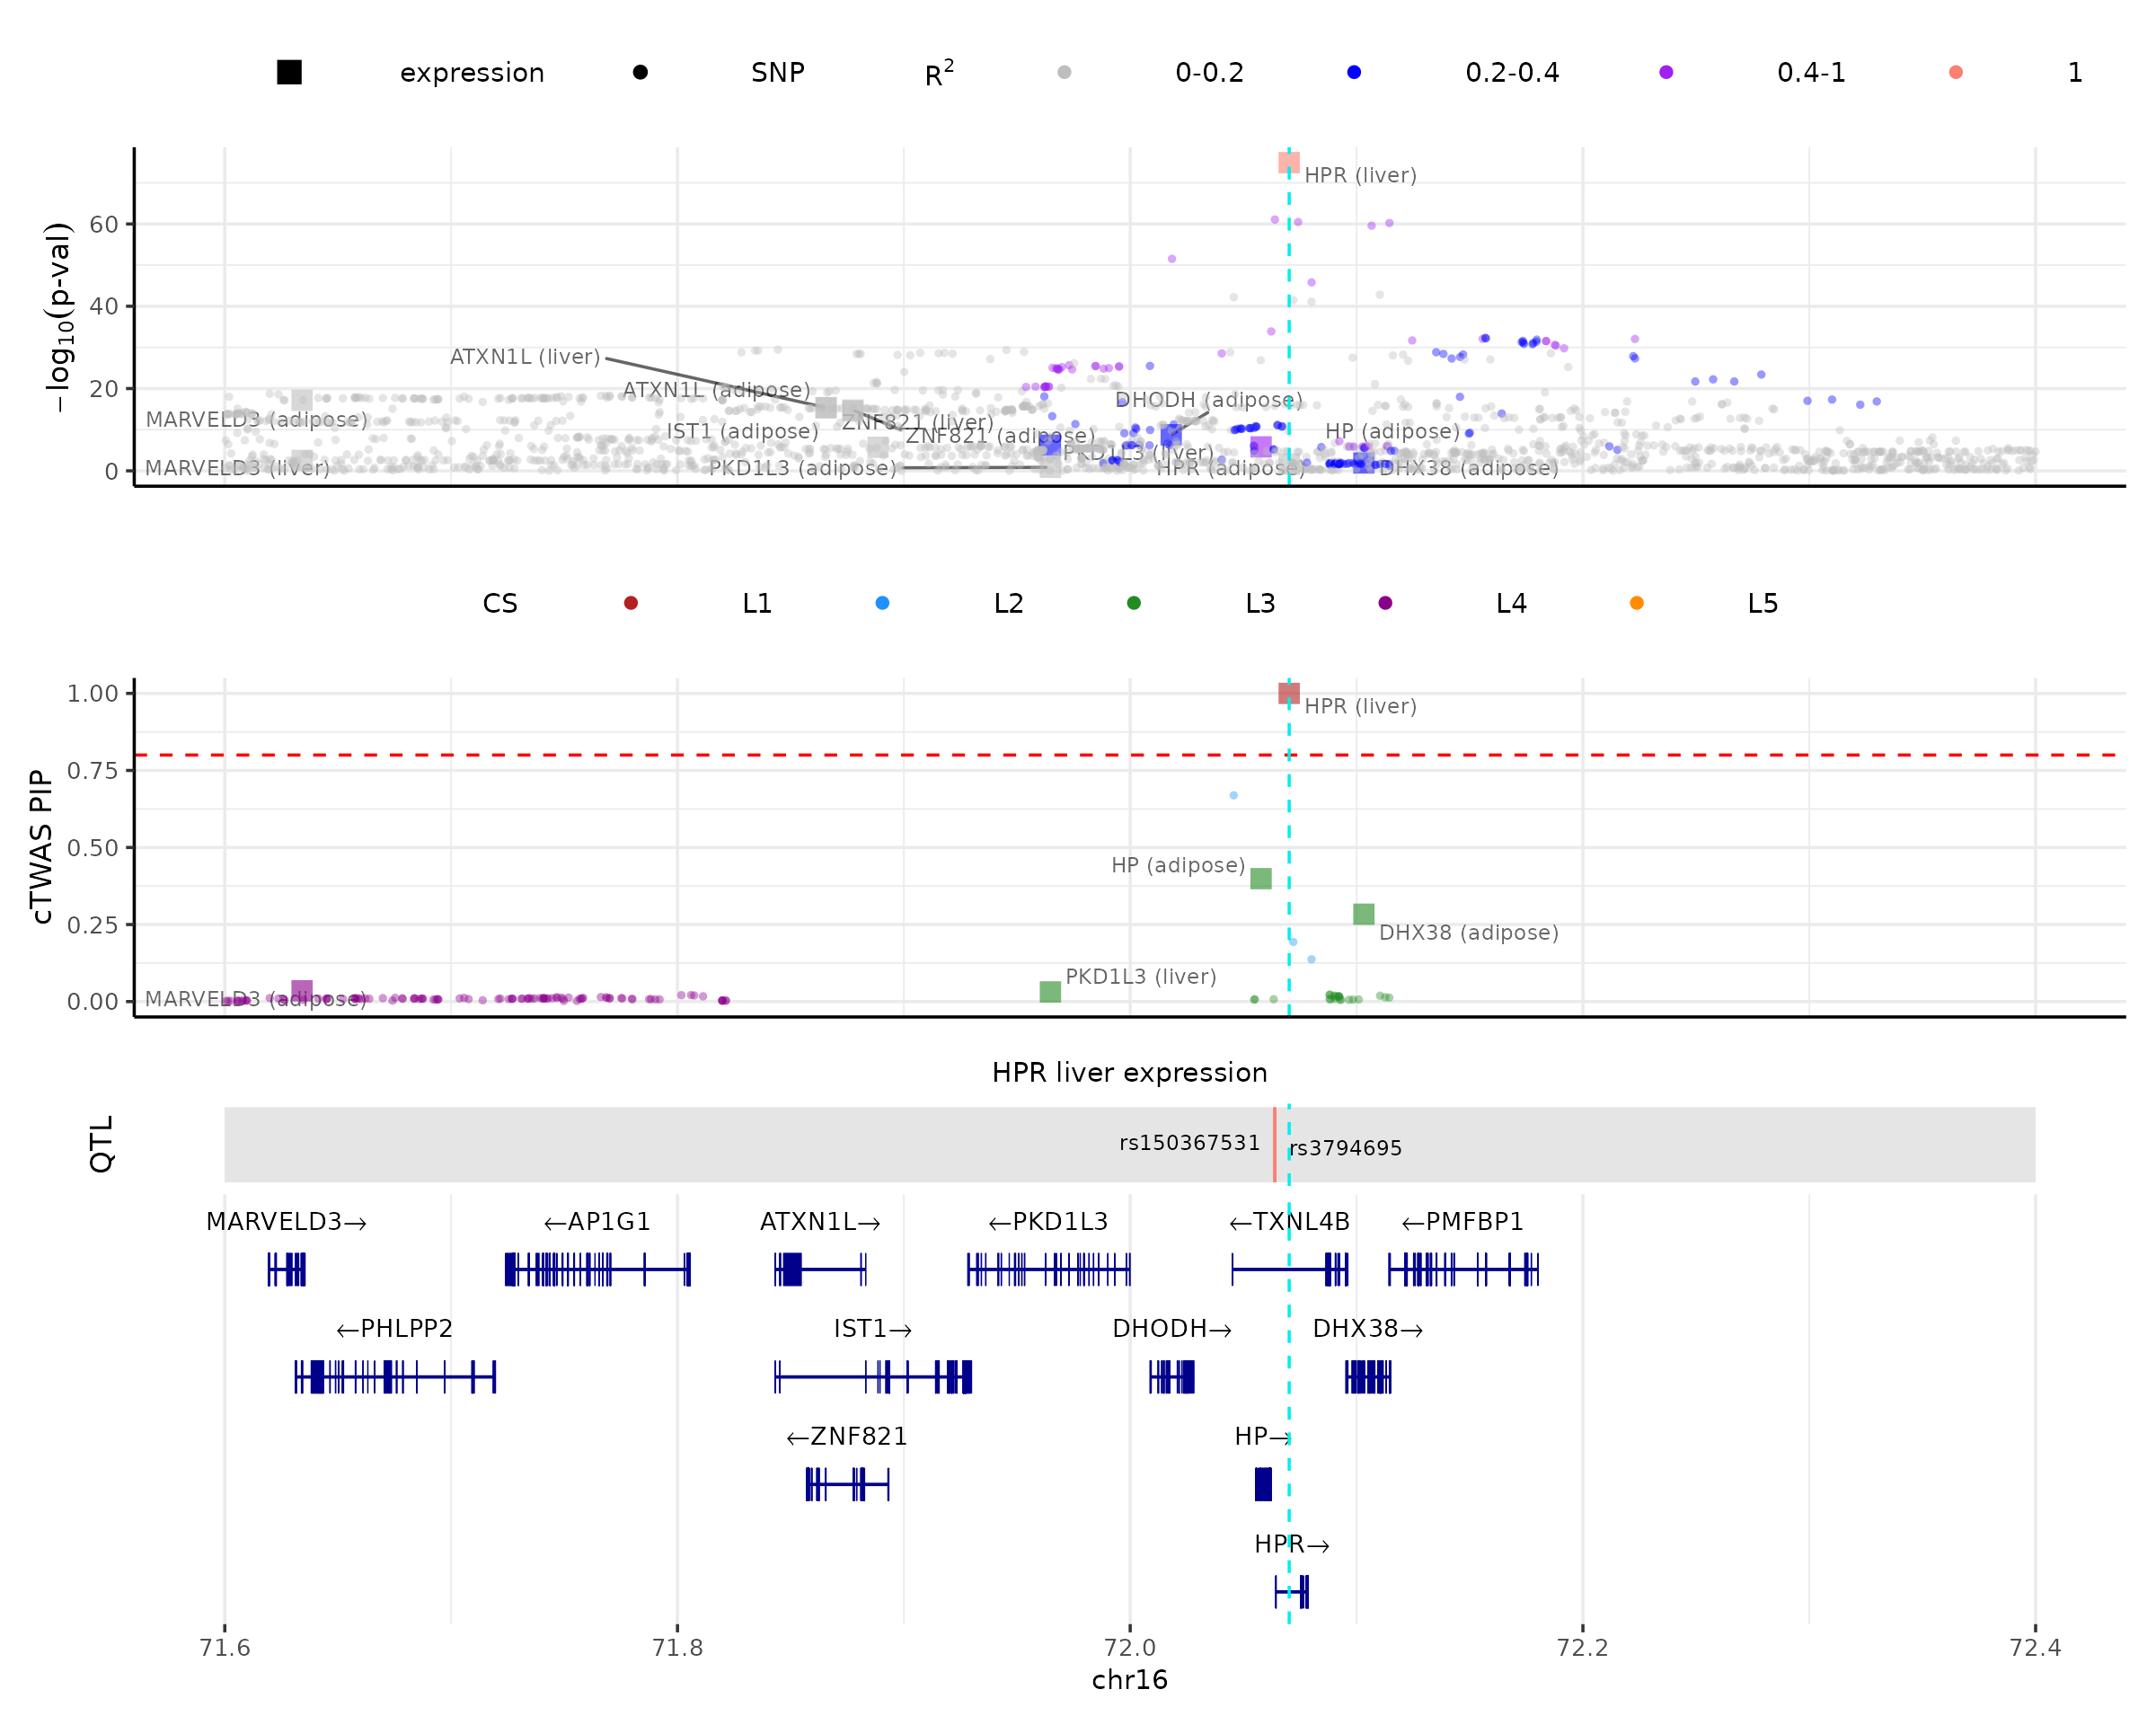 expression SNP R2 0-0.2 0.2-0.4 0.4-1 1
−log10(p-val)
60
40
20
0
HPR (liver)
ATXN1L (liver)
ATXN1L (adipose)
DHODH (adipose)
MARVELD3 (adipose)
ZNF821 (liver)
IST1 (adipose)
ZNF821 (adipose)
HP (adipose)
PKD1L3 (liver)
MARVELD3 (liver)
PKD1L3 (adipose)
HPR (adipose)
DHX38 (adipose)
CS L1 L2 L3 L4 L5
cTWAS PIP
1.00
0.75
0.50
0.25
0.00
HPR (liver)
HP (adipose)
DHX38 (adipose)
PKD1L3 (liver)
MARVELD3 (adipose)
HPR liver expression
QTL
rs150367531
rs3794695
MARVELD3→
←AP1G1
ATXN1L→
←PKD1L3
←TXNL4B
←PMFBP1
←PHLPP2
IST1→
DHODH→
DHX38→
←ZNF821
HP→
HPR→
71.6 71.8 72.0 72.2 72.4
chr16